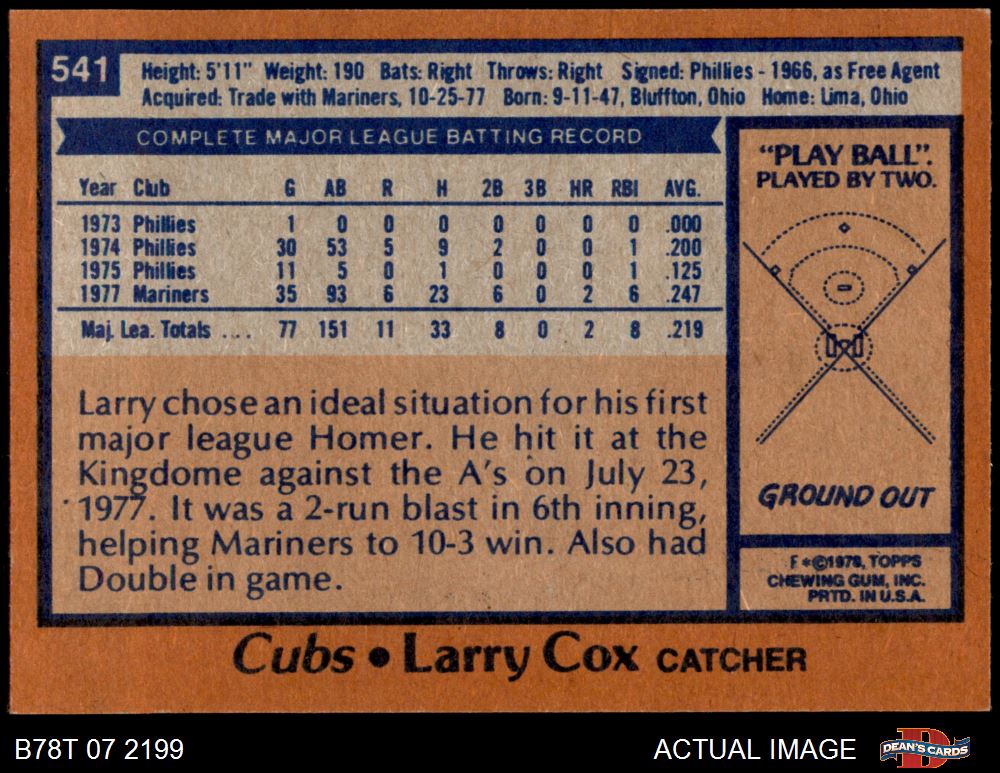 541
Height: 5'11" Weight: 190 Bats: Right Throws: Right Signed: Phillies - 1966, as Free Agent
Acquired: Trade with Mariners, 10-25-77 Born: 9-11-47, Bluffton, Ohio Home: Lima, Ohio
COMPLETE MAJOR LEAGUE BATTING RECORD
Year Club G AB R H 2B 3B HR RBI AVG.
1973 Phillies 1 0 0 0 0 0 0 0 .000
1974 Phillies 30 53 5 9 2 0 0 1 .200
1975 Phillies 11 5 0 1 0 0 0 1 .125
1977 Mariners 35 93 6 23 6 0 2 6 .247
Maj. Lea. Totals .... 77 151 11 33 8 0 2 8 .219
Larry chose an ideal situation for his first
major league Homer. He hit it at the
Kingdome against the A's on July 23,
1977. It was a 2-run blast in 6th inning,
helping Mariners to 10-3 win. Also had
Double in game.
"PLAY BALL".
PLAYED BY TWO.
GROUND OUT
F*©1978, TOPPS
CHEWING GUM, INC.
PRTD. IN U.S.A.
Cubs • Larry Cox CATCHER
B78T 07 2199
ACTUAL IMAGE
DEAN'S CARDS